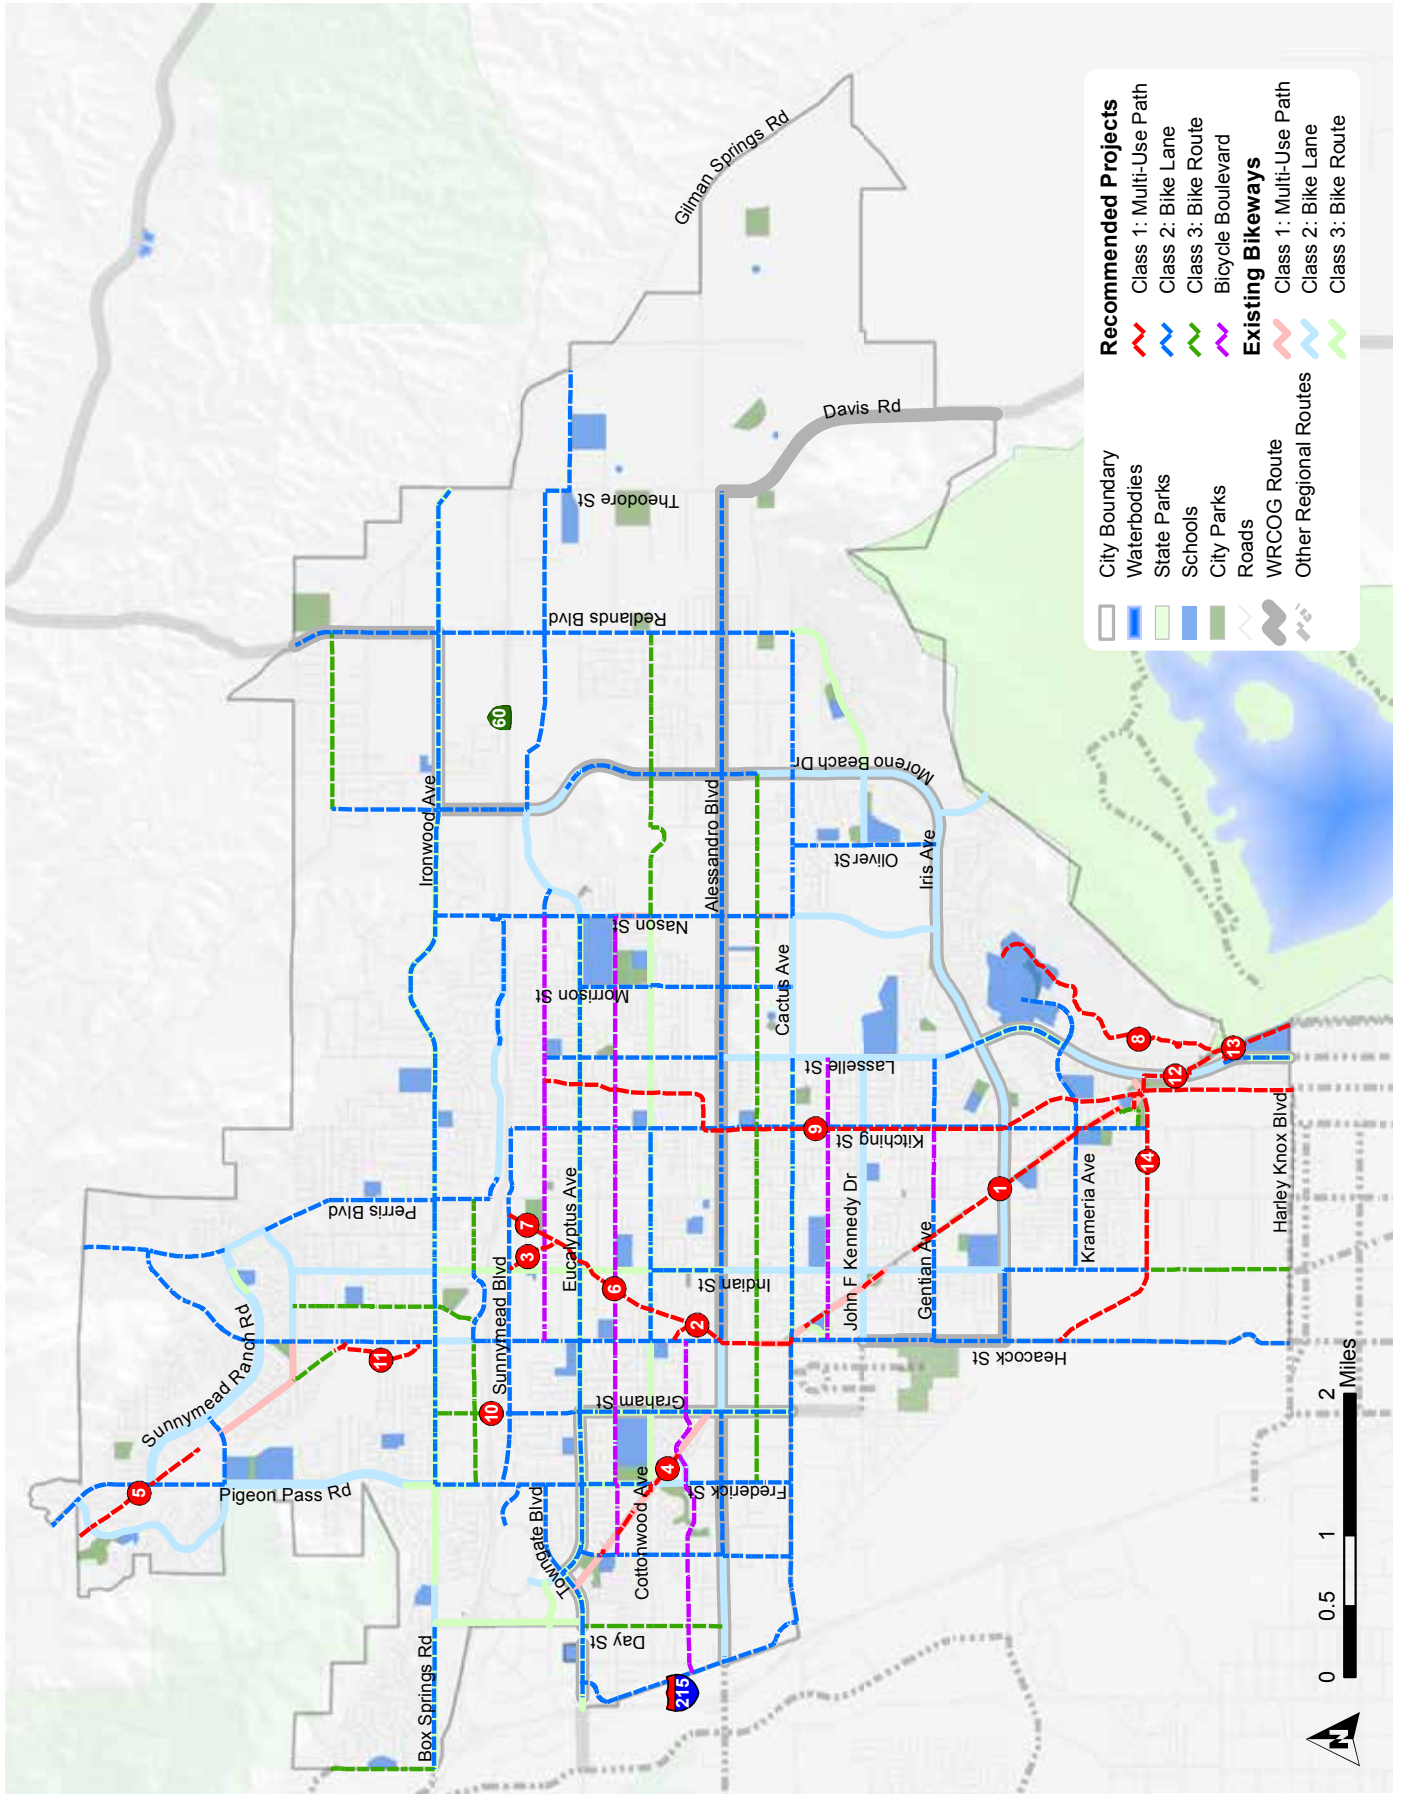 Gilman Springs Rd
Davis Rd
Theodore St
Redlands Blvd
60
Moreno Beach Dr
Ironwood Ave
Alessandro Blvd
Oliver St
Iris Ave
Nason St
Morrison St
Cactus Ave
Lasselle St
8
13
12
9
Kitching St
14
Harley Knox Blvd
1
Krameria Ave
Perris Blvd
7
3
Eucalyptus Ave
6
Indian St
John F Kennedy Dr
Gentian Ave
Sunnymead Blvd
2
Heacock St
Sunnymead Ranch Rd
11
10
Graham St
4
5
Pigeon Pass Rd
Frederick St
Towngate Blvd
Cottonwood Ave
Day St
215
Box Springs Rd
City Boundary
Waterbodies
State Parks
Schools
City Parks
Roads
WRCOG Route
Other Regional Routes
Recommended Projects
Class 1: Multi-Use Path
Class 2: Bike Lane
Class 3: Bike Route
Bicycle Boulevard
Existing Bikeways
Class 1: Multi-Use Path
Class 2: Bike Lane
Class 3: Bike Route
N
0 0.5 1 2
Miles